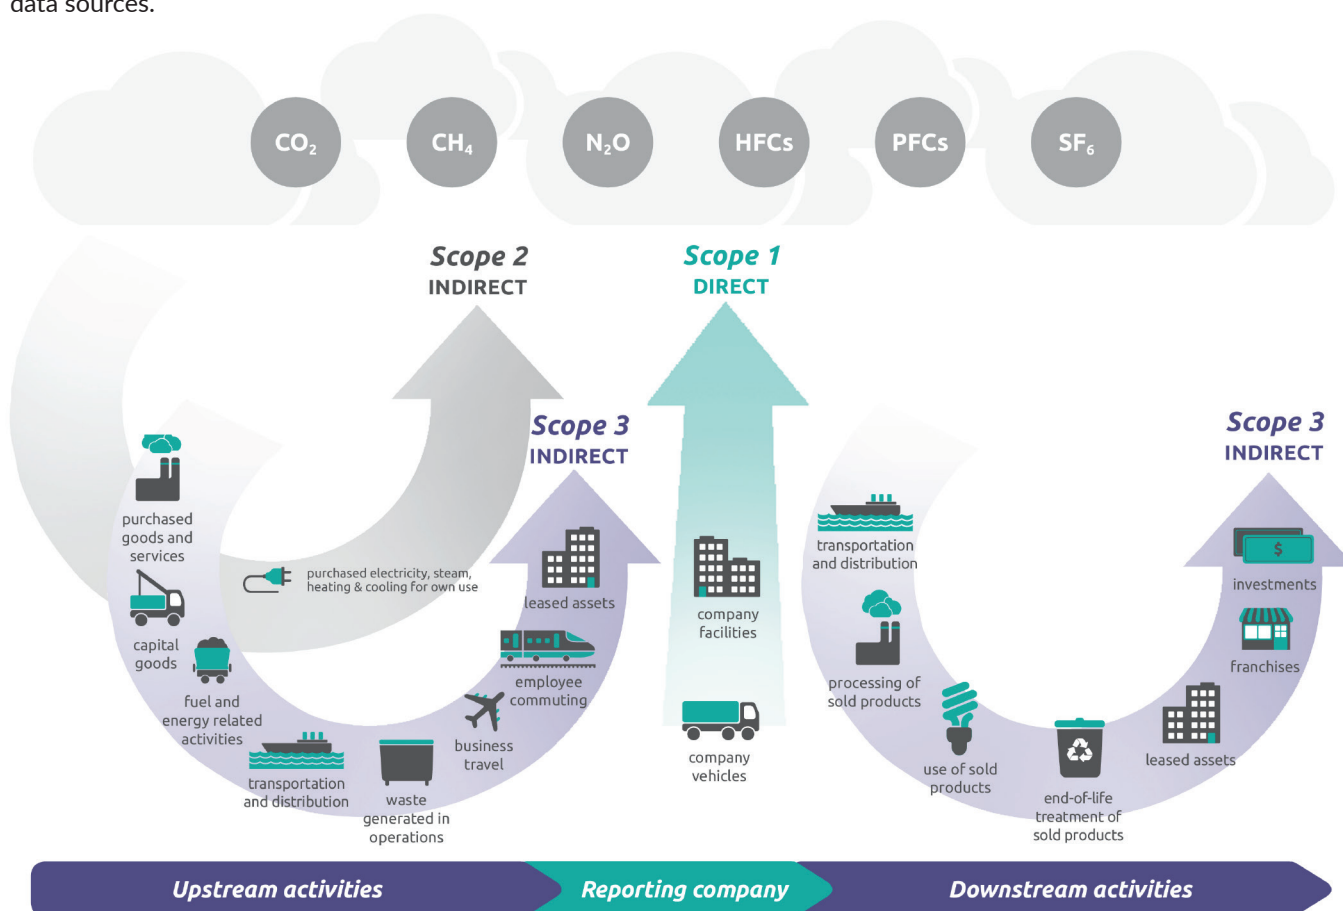 data sources.
CO₂
CH₄
N₂O
HFCs
PFCs
SF₆
Scope 2
INDIRECT
Scope 1
DIRECT
Scope 3
INDIRECT
Scope 3
INDIRECT
purchased
goods and
services
capital
goods
fuel and
energy related
activities
transportation
and distribution
waste
generated in
operations
business
travel
employee
commuting
leased assets
purchased electricity, steam,
heating & cooling for own use
company
facilities
company
vehicles
transportation
and distribution
processing of
sold products
use of sold
products
end-of-life
treatment of
sold products
leased assets
franchises
$
investments
Upstream activities
Reporting company
Downstream activities